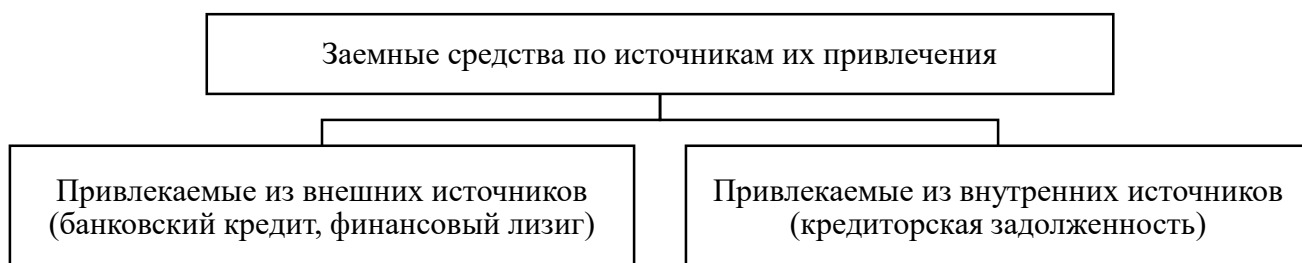 Заемные средства по источникам их привлечения
Привлекаемые из внешних источников
(банковский кредит, финансовый лизиг)
Привлекаемые из внутренних источников
(кредиторская задолженность)